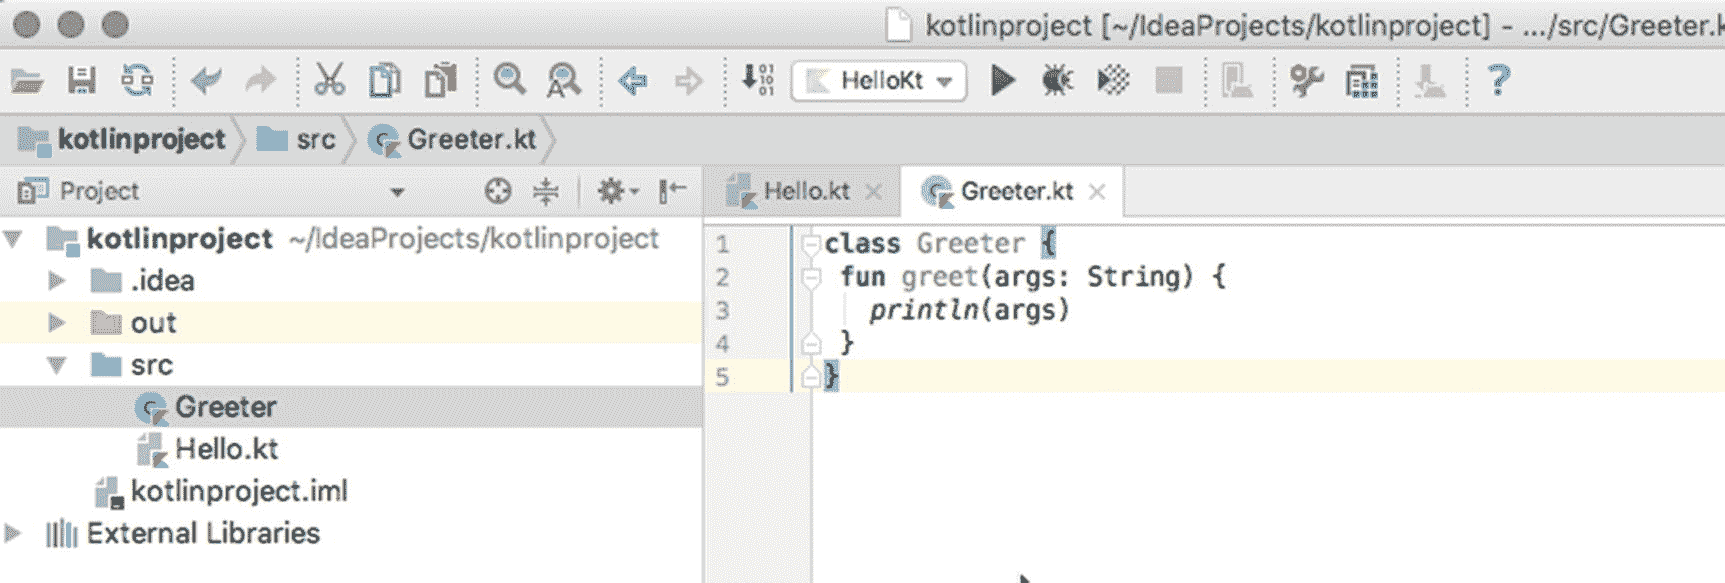 kotlinproject [~/IdeaProjects/kotlinproject] - .../src/Greeter.k
HelloKt
kotlinproject src Greeter.kt
Project
Hello.kt Greeter.kt
kotlinproject ~/IdeaProjects/kotlinproject
.idea
out
src
Greeter
Hello.kt
kotlinproject.iml
External Libraries
1 class Greeter {
2 fun greet(args: String) {
3 println(args)
4 }
5 }